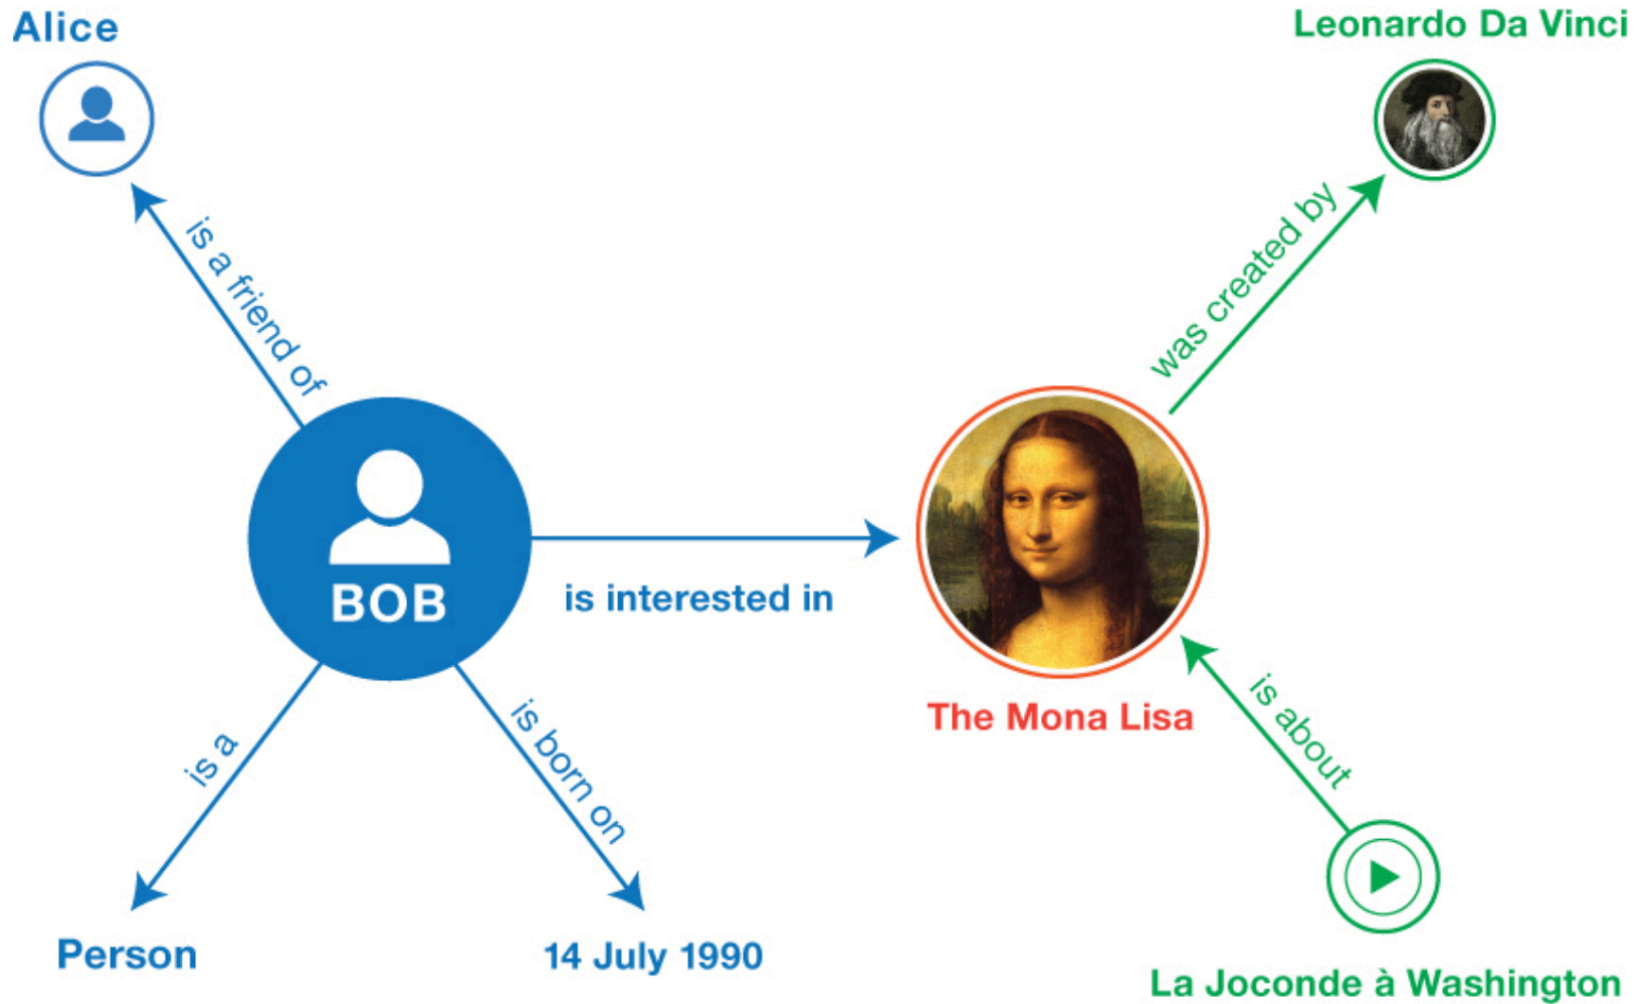 Alice
Leonardo Da Vinci
is a friend of
was created by
BOB
is interested in
The Mona Lisa
is a
is born on
is about
Person
14 July 1990
La Joconde à Washington